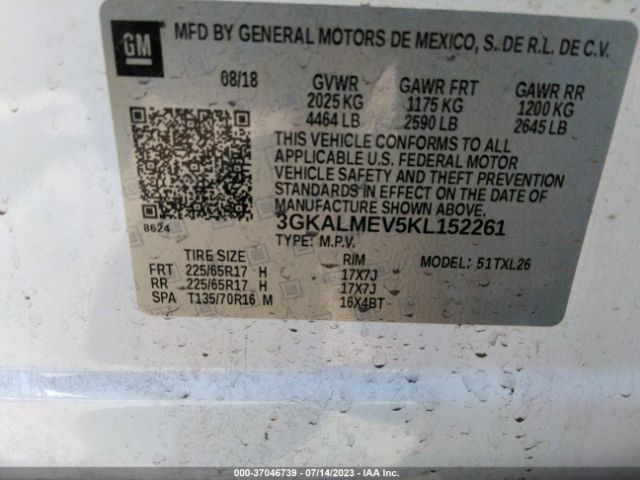 GM MFD BY GENERAL MOTORS DE MEXICO, S. DE R.L. DE C.V.
08/18 GVWR GAWR FRT GAWR RR
2025 KG 1175 KG 1200 KG
4464 LB 2590 LB 2645 LB
THIS VEHICLE CONFORMS TO ALL
APPLICABLE U.S. FEDERAL MOTOR
VEHICLE SAFETY AND THEFT PREVENTION
STANDARDS IN EFFECT ON THE DATE OF
MANUFACTURE SHOWN ABOVE.
8624 3GKALMEV5KL152261
TYPE: M.P.V.
TIRE SIZE RIM MODEL: 51TXL26
FRT 225/65R17 H 17X7J
RR 225/65R17 H 17X7J
SPA T135/70R16 M 16X4BT
000-37046739 - 07/14/2023 - IAA Inc.